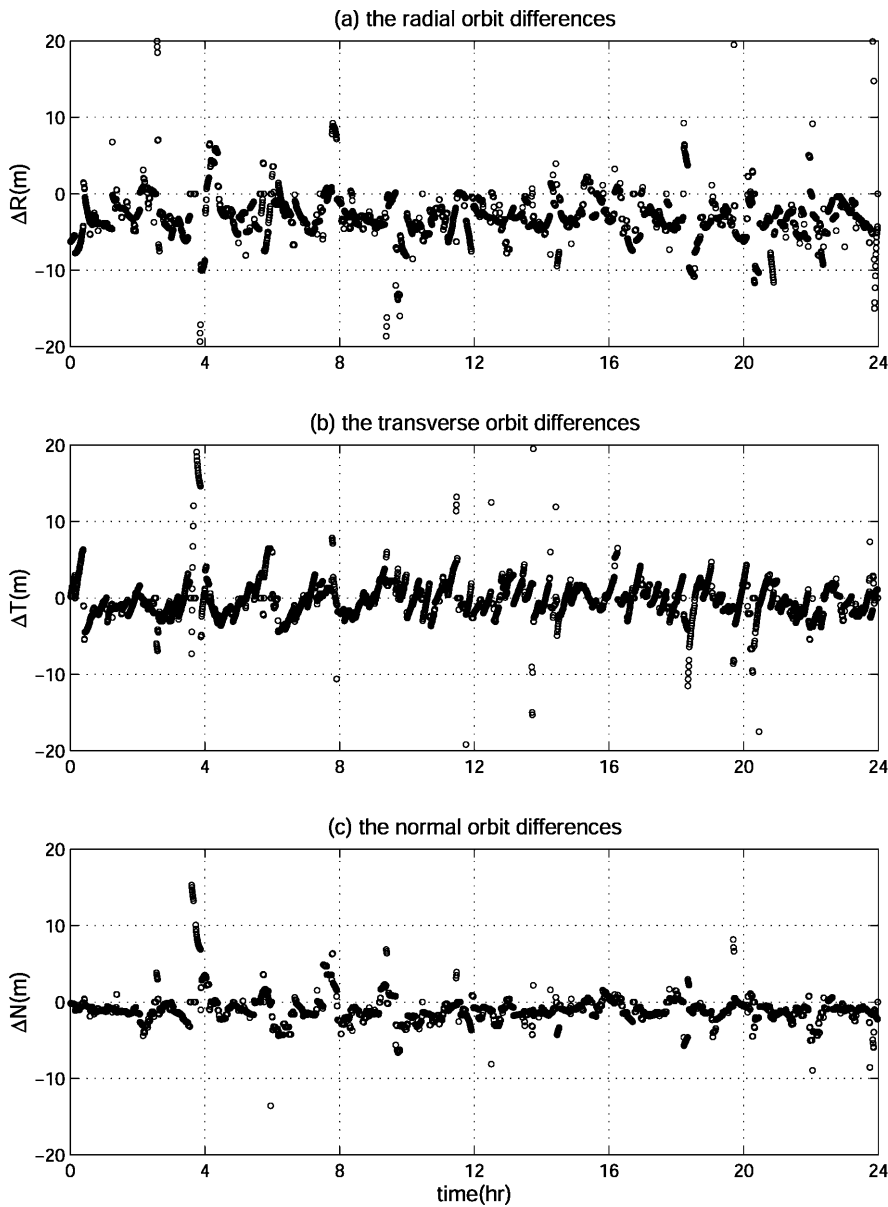 (a) the radial orbit differences
20
10
0
−10
−20
ΔR(m)
0 4 8 12 16 20 24
(b) the transverse orbit differences
20
10
0
−10
−20
ΔT(m)
0 4 8 12 16 20 24
(c) the normal orbit differences
20
10
0
−10
−20
ΔN(m)
0 4 8 12 16 20 24
time(hr)